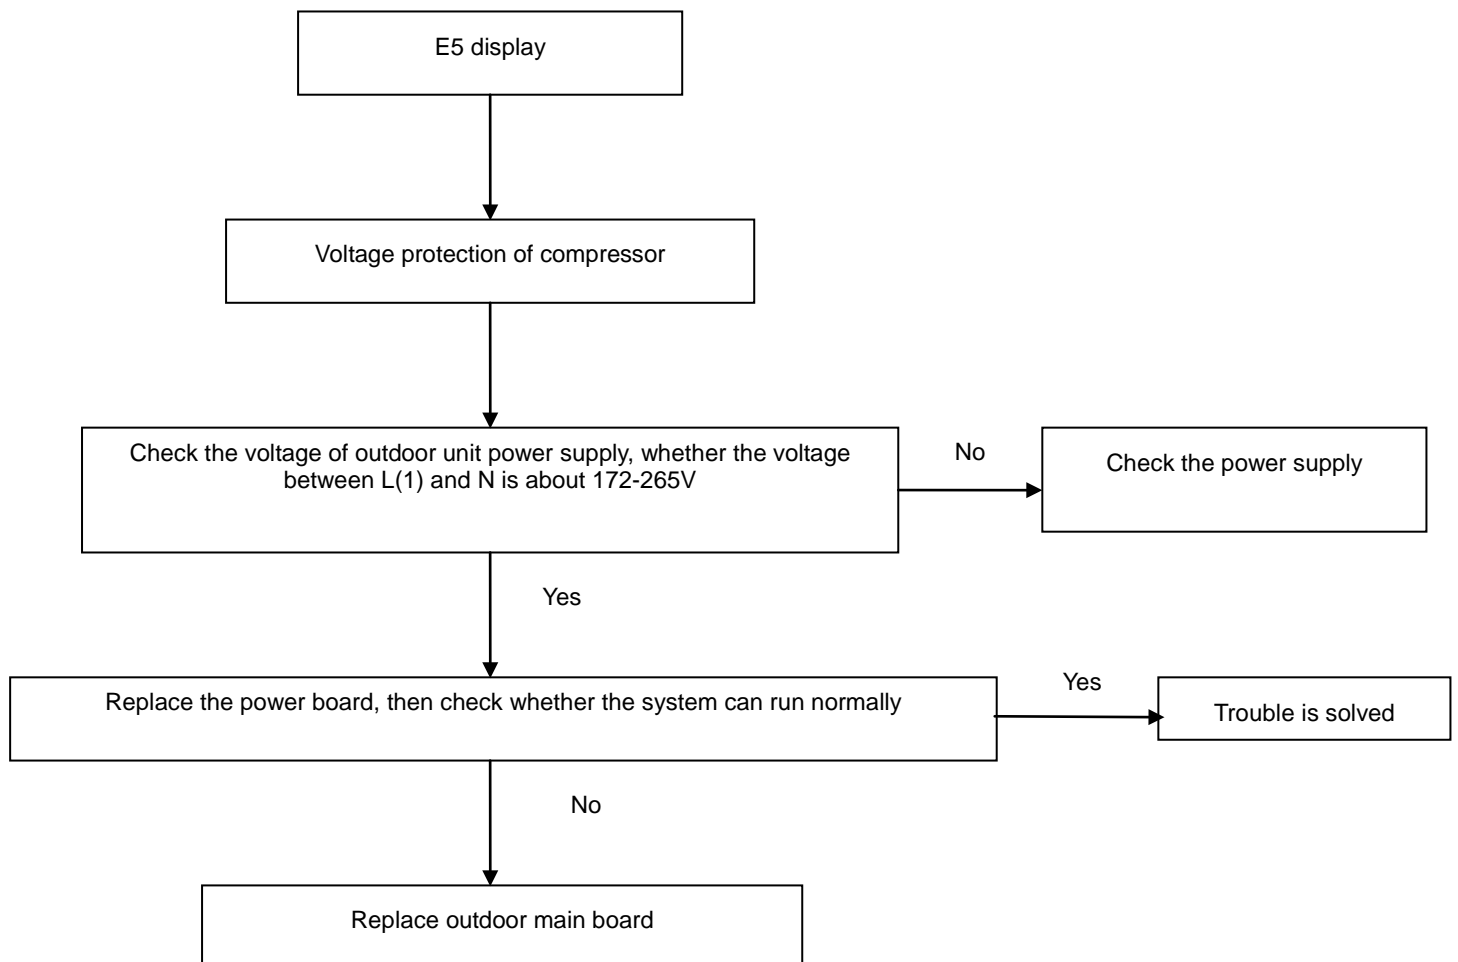 E5 display
Voltage protection of compressor
Check the voltage of outdoor unit power supply, whether the voltage
between L(1) and N is about 172-265V
No
Check the power supply
Yes
Replace the power board, then check whether the system can run normally
Yes
Trouble is solved
No
Replace outdoor main board